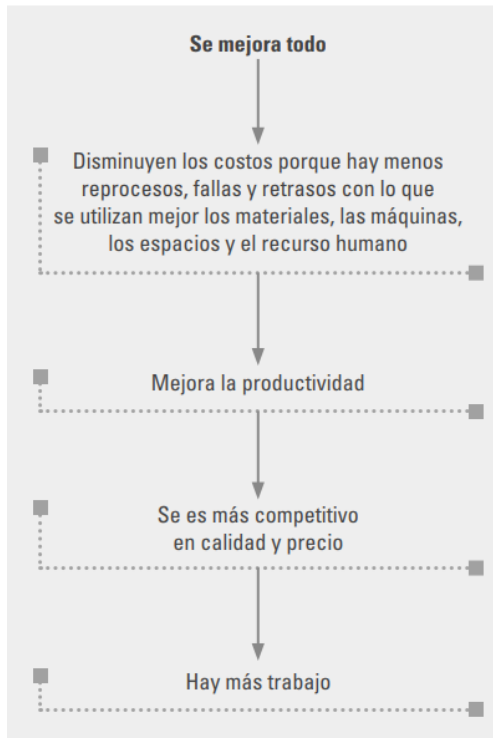 Se mejora todo
Disminuyen los costos porque hay menos
reprocesos, fallas y retrasos con lo que
se utilizan mejor los materiales, las máquinas,
los espacios y el recurso humano
Mejora la productividad
Se es más competitivo
en calidad y precio
Hay más trabajo